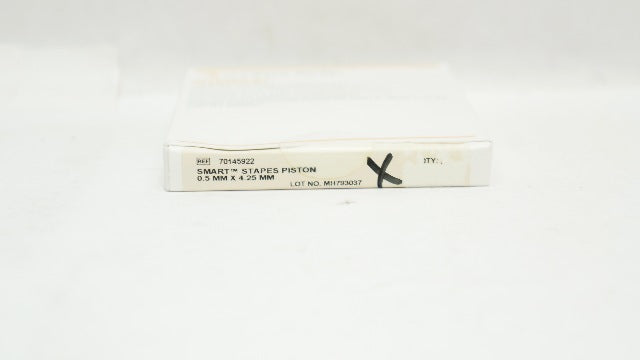 REF 70145922
SMART™ STAPES PISTON
0.5 MM X 4.25 MM
LOT NO. MH793037
X